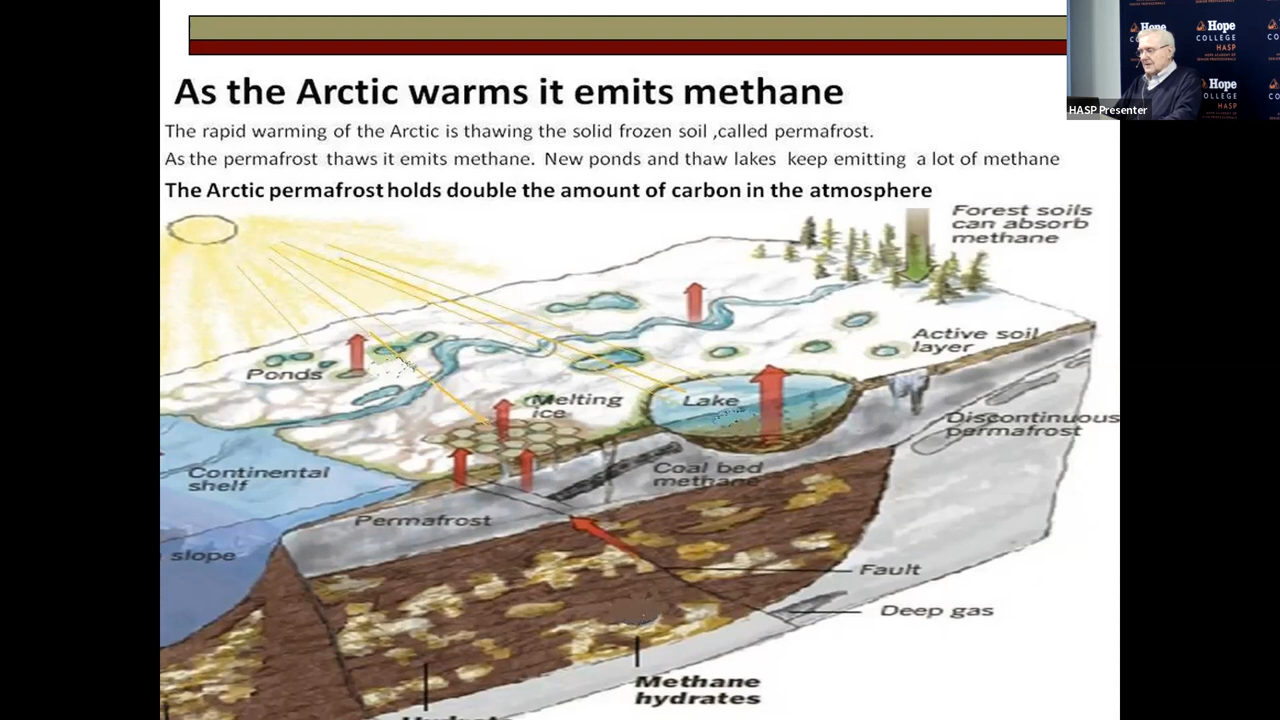 As the Arctic warms it emits methane
The rapid warming of the Arctic is thawing the solid frozen soil ,called permafrost.
As the permafrost thaws it emits methane. New ponds and thaw lakes keep emitting a lot of methane
The Arctic permafrost holds double the amount of carbon in the atmosphere
Forest soils
can absorb
methane
Active soil
layer
Ponds
Melting
ice
Lake
Discontinuous
permafrost
Continental
shelf
Coal bed
methane
Permafrost
slope
Fault
Deep gas
Methane
hydrates
Hope
COLLEGE
HASP
Hope
COLLEGE
HASP
Hope
HASP Presenter